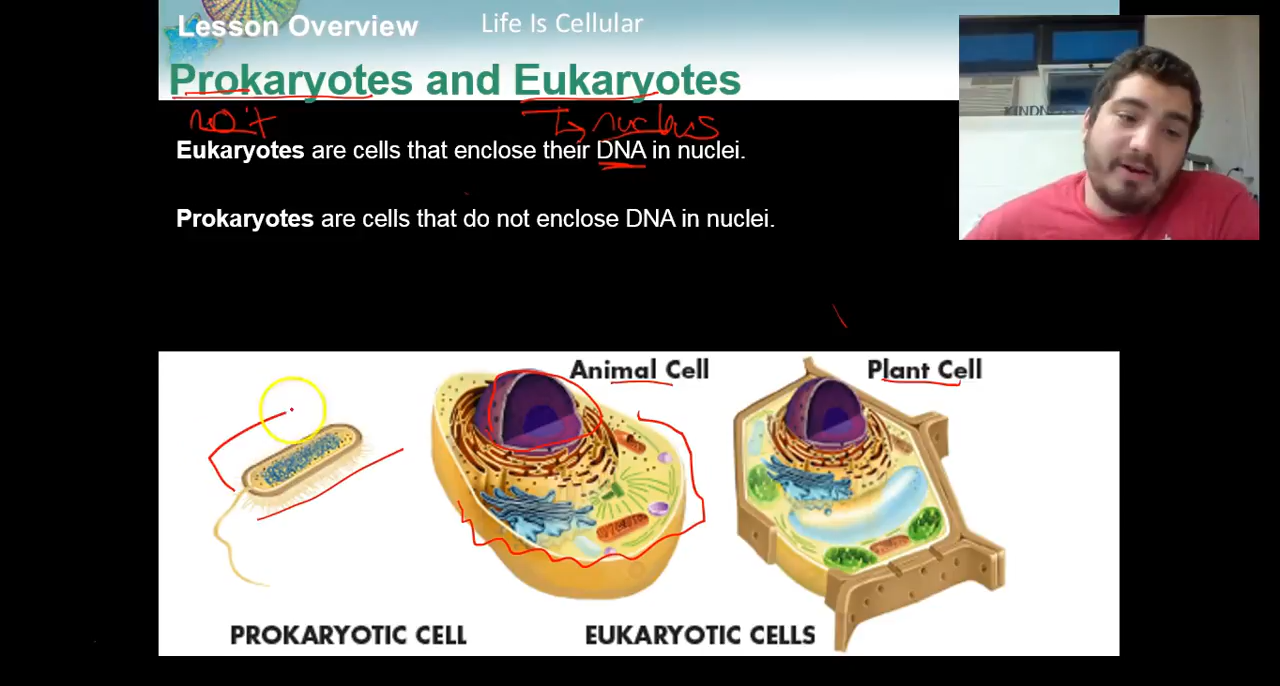 Lesson Overview Life Is Cellular
Prokaryotes and Eukaryotes
not nucleus
Eukaryotes are cells that enclose their DNA in nuclei.
Prokaryotes are cells that do not enclose DNA in nuclei.
KINDN
Animal Cell Plant Cell
PROKARYOTIC CELL EUKARYOTIC CELLS